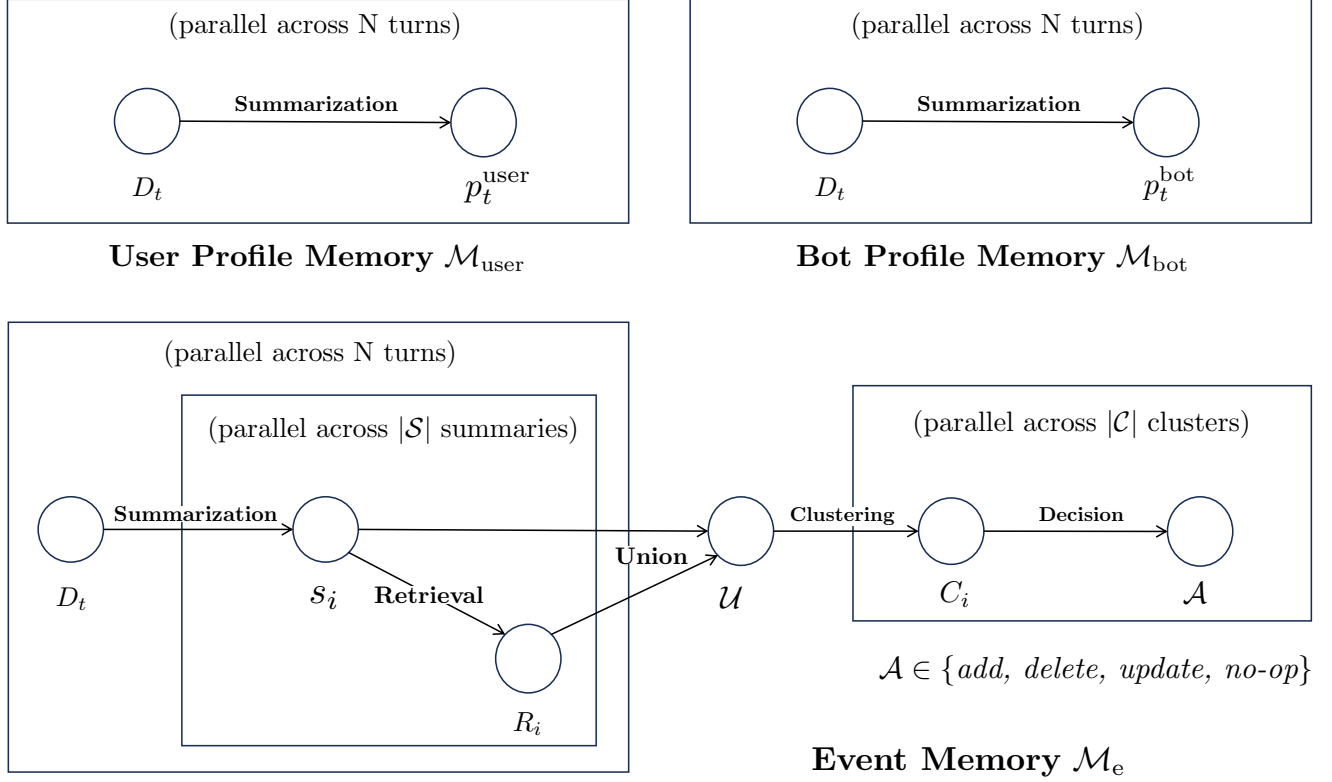 (parallel across N turns)
Summarization
D_t
p_t^user
User Profile Memory ℳ_user
(parallel across N turns)
Summarization
D_t
p_t^bot
Bot Profile Memory ℳ_bot
(parallel across N turns)
(parallel across |𝒮| summaries)
Summarization
D_t
s_i
Retrieval
R_i
Union
𝒰
Clustering
(parallel across |𝒞| clusters)
Decision
C_i
𝒜
𝒜 ∈ {add, delete, update, no-op}
Event Memory ℳ_e